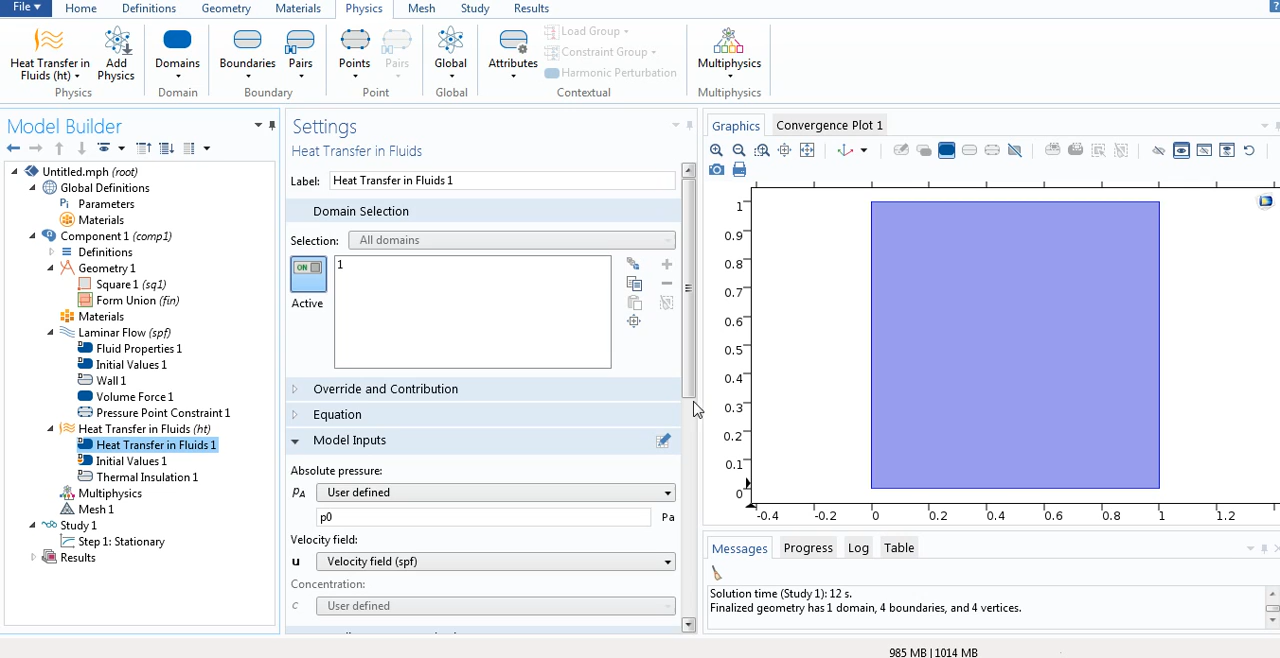 File
Home
Definitions
Geometry
Materials
Physics
Mesh
Study
Results
?
Heat Transfer in
Fluids (ht)
Add
Physics
Domains
Boundaries
Pairs
Points
Pairs
Global
Attributes
Load Group
Constraint Group
Harmonic Perturbation
Multiphysics
Physics
Domain
Boundary
Point
Global
Contextual
Multiphysics
Model Builder
Untitled.mph (root)
Global Definitions
Pi Parameters
Materials
Component 1 (comp1)
Definitions
Geometry 1
Square 1 (sq1)
Form Union (fin)
Materials
Laminar Flow (spf)
Fluid Properties 1
Initial Values 1
Wall 1
Volume Force 1
Pressure Point Constraint 1
Heat Transfer in Fluids (ht)
Heat Transfer in Fluids 1
Initial Values 1
Thermal Insulation 1
Multiphysics
Mesh 1
Study 1
Step 1: Stationary
Results
Settings
Heat Transfer in Fluids
Label: Heat Transfer in Fluids 1
Domain Selection
Selection: All domains
ON
Active
1
Override and Contribution
Equation
Model Inputs
Absolute pressure:
pA User defined
p0 Pa
Velocity field:
u Velocity field (spf)
Concentration:
c User defined
Graphics
Convergence Plot 1
1
0.9
0.8
0.7
0.6
0.5
0.4
0.3
0.2
0.1
0
-0.4 -0.2 0 0.2 0.4 0.6 0.8 1 1.2
Messages Progress Log Table
Solution time (Study 1): 12 s.
Finalized geometry has 1 domain, 4 boundaries, and 4 vertices.
985 MB | 1014 MB